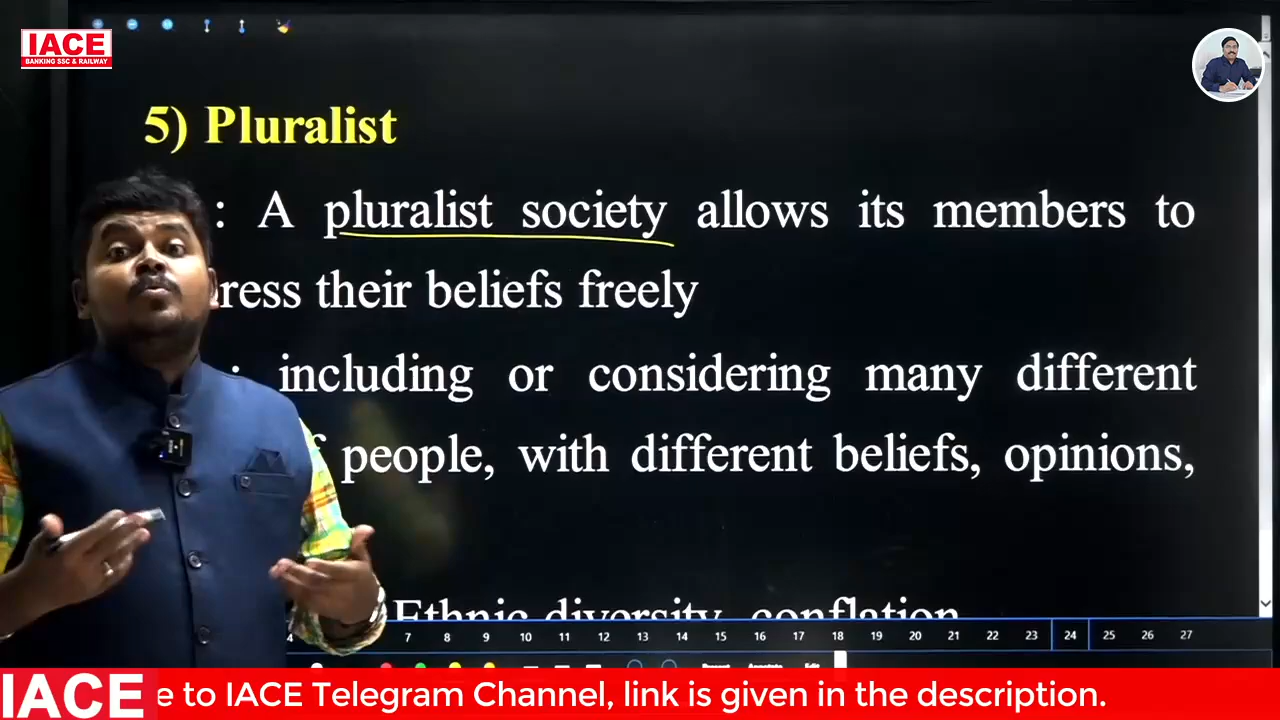 IACE
BANKING SSC & RAILWAY
5) Pluralist
: A pluralist society allows its members to
their beliefs freely
: including or considering many different
people, with different beliefs, opinions,
Ethnic diversity, conflation
4 7 8 9 10 11 12 13 14 15 16 17 18 19 20 21 22 23 24 25 26 27
IACE
e to IACE Telegram Channel, link is given in the description.